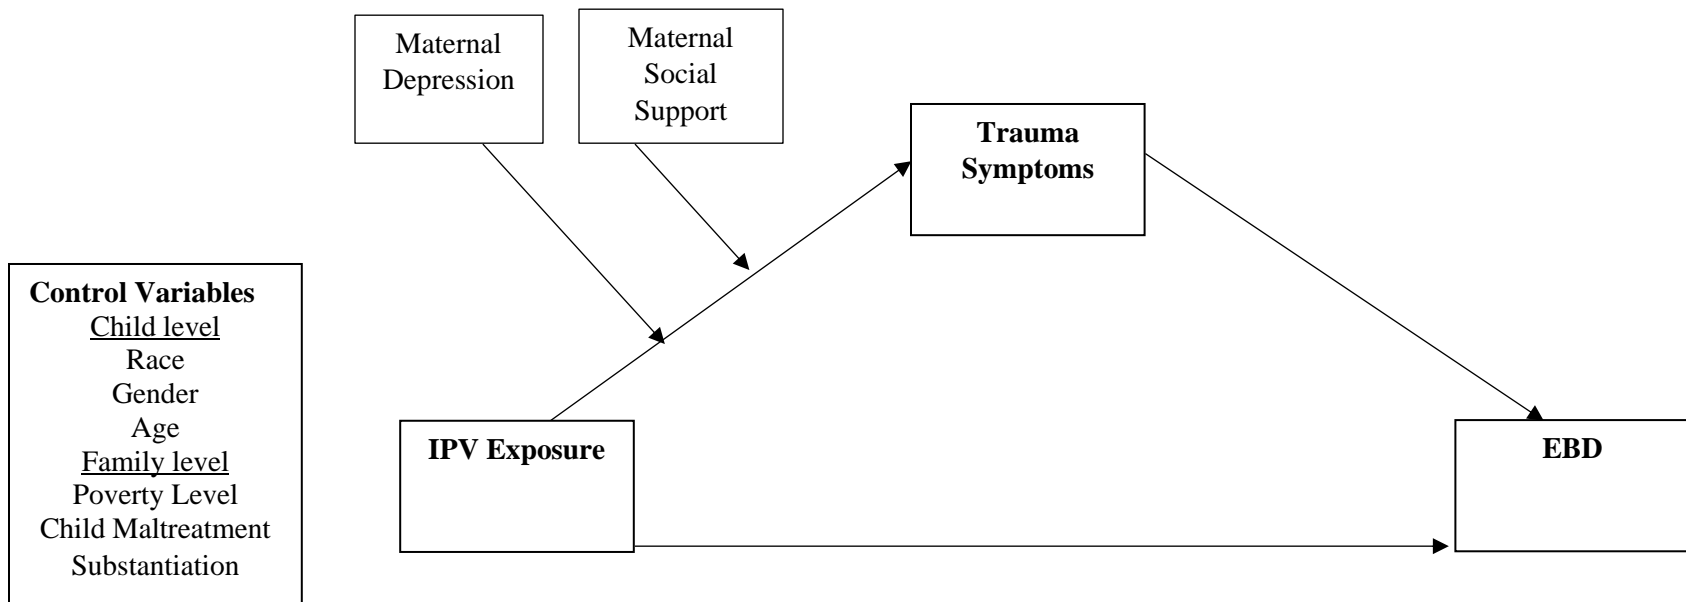 Maternal
Depression
Maternal
Social
Support
Trauma
Symptoms
Control Variables
Child level
Race
Gender
Age
Family level
Poverty Level
Child Maltreatment
Substantiation
IPV Exposure
EBD